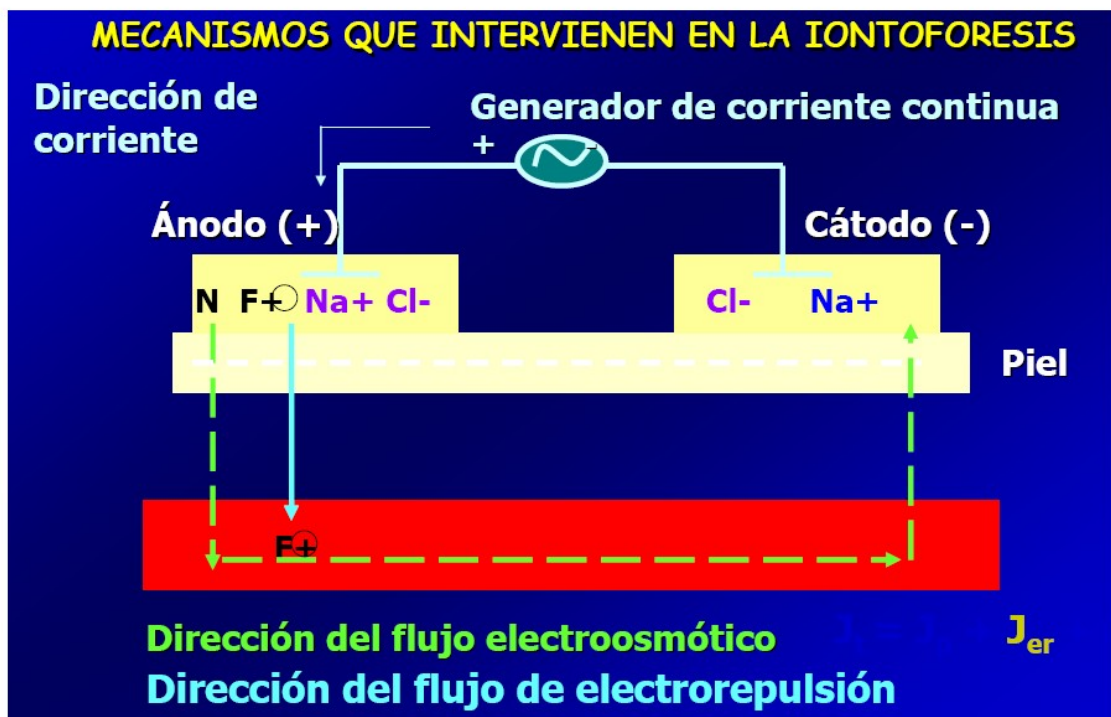 MECANISMOS QUE INTERVIENEN EN LA IONTOFORESIS
Dirección de
corriente
Generador de corriente continua
+ -
Ánodo (+)
Cátodo (-)
N F+ Na+ Cl-
Cl- Na+
Piel
F+
Dirección del flujo electroosmótico
J = J + Jer
Dirección del flujo de electrorepulsión